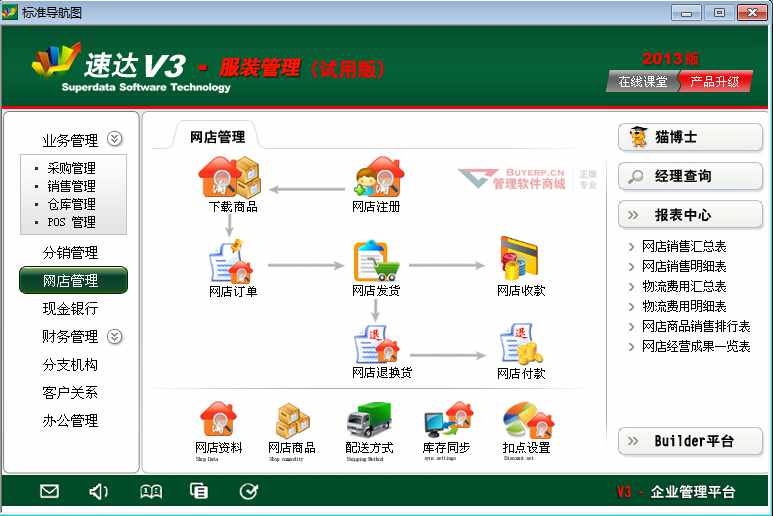 标准导航图
速达V3 - 服装管理（试用版）
Superdata Software Technology
2013版
在线课堂 产品升级
业务管理
采购管理
销售管理
仓库管理
POS 管理
分销管理
网店管理
现金银行
财务管理
分支机构
客户关系
办公管理
网店管理
BUYERP.CN
管理软件商城
正版
专业
下载商品
网店注册
网店订单
网店发货
网店收款
退
网店退换货
退
网店付款
网店资料
Shop Data
网店商品
Shop commodity
配送方式
Shipping Method
库存同步
sync settings
扣点设置
Discount set
猫博士
经理查询
报表中心
网店销售汇总表
网店销售明细表
物流费用汇总表
物流费用明细表
网店商品销售排行表
网店经营成果一览表
Builder平台
V3 - 企业管理平台